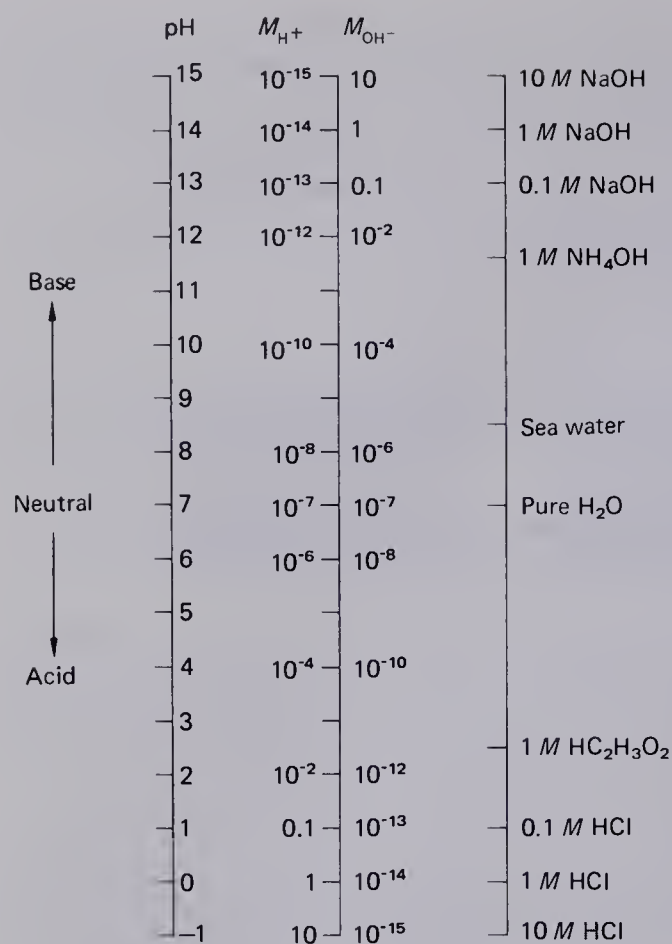 pH M_H+ M_OH-
15 10^-15 10 10 M NaOH
14 10^-14 1 1 M NaOH
13 10^-13 0.1 0.1 M NaOH
12 10^-12 10^-2
1 M NH₄OH
Base
11
10 10^-10 10^-4
9
Sea water
8 10^-8 10^-6
Neutral 7 10^-7 10^-7 Pure H₂O
6 10^-6 10^-8
5
Acid 4 10^-4 10^-10
3
1 M HC₂H₃O₂
2 10^-2 10^-12
1 0.1 10^-13 0.1 M HCl
0 1 10^-14 1 M HCl
-1 10 10^-15 10 M HCl